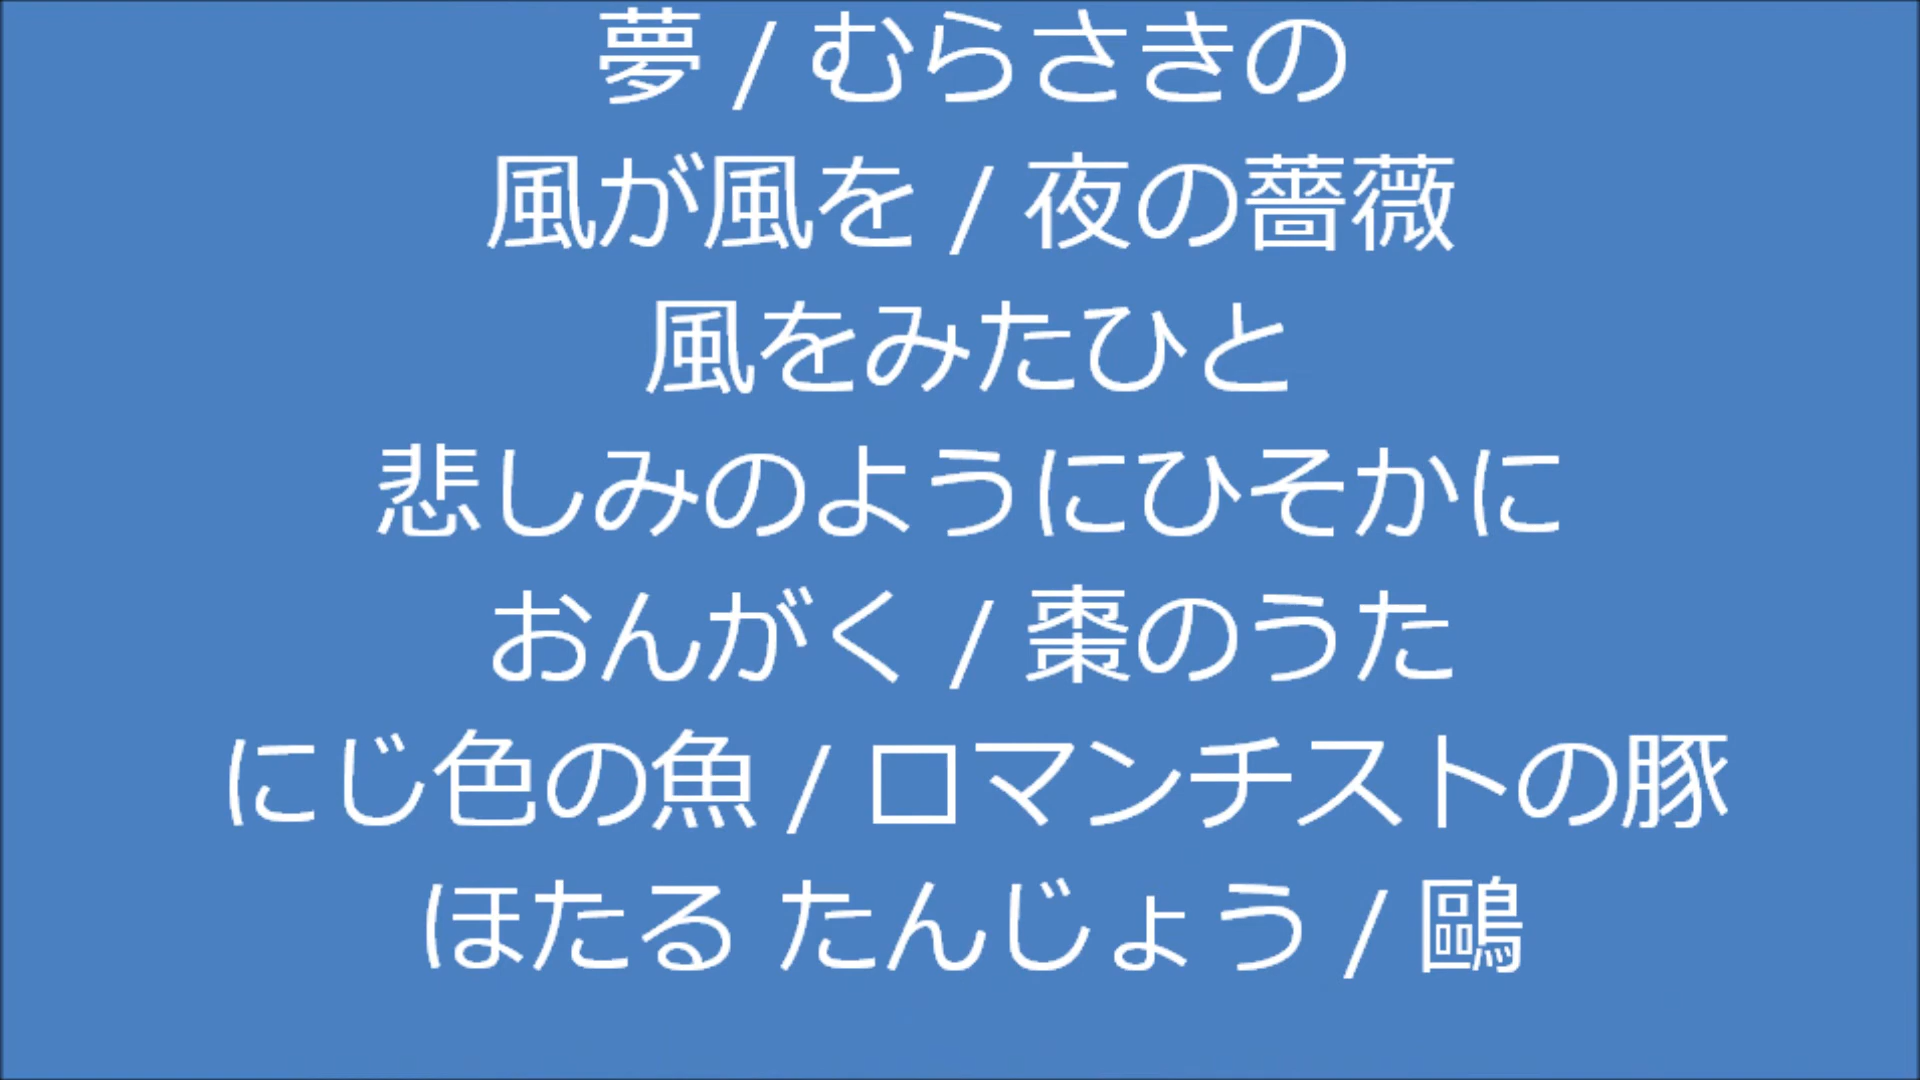 夢 / むらさきの
風が風を / 夜の薔薇
風をみたひと
悲しみのようにひそかに
おんがく / 棗のうた
にじ色の魚 / ロマンチストの豚
ほたる たんじょう / 鷗